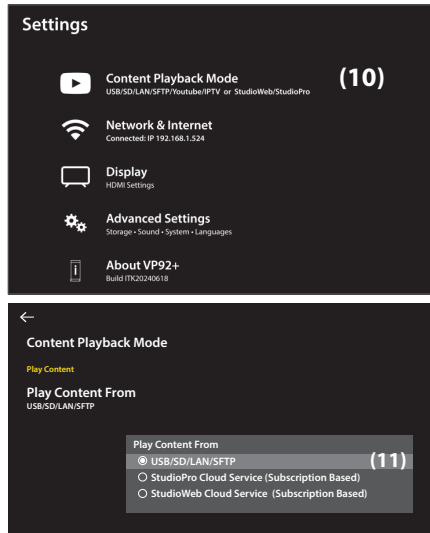 Settings
Content Playback Mode
(10)
USB/SD/LAN/SFTP/Youtube/IPTV or StudioWeb/StudioPro
Network & Internet
Connected: IP 192.168.1.524
Display
HDMI Settings
Advanced Settings
Storage • Sound • System • Languages
i
About VP92+
Build ITK20240618
Content Playback Mode
Play Content
Play Content From
USB/SD/LAN/SFTP
Play Content From
USB/SD/LAN/SFTP
(11)
StudioPro Cloud Service (Subscription Based)
StudioWeb Cloud Service (Subscription Based)